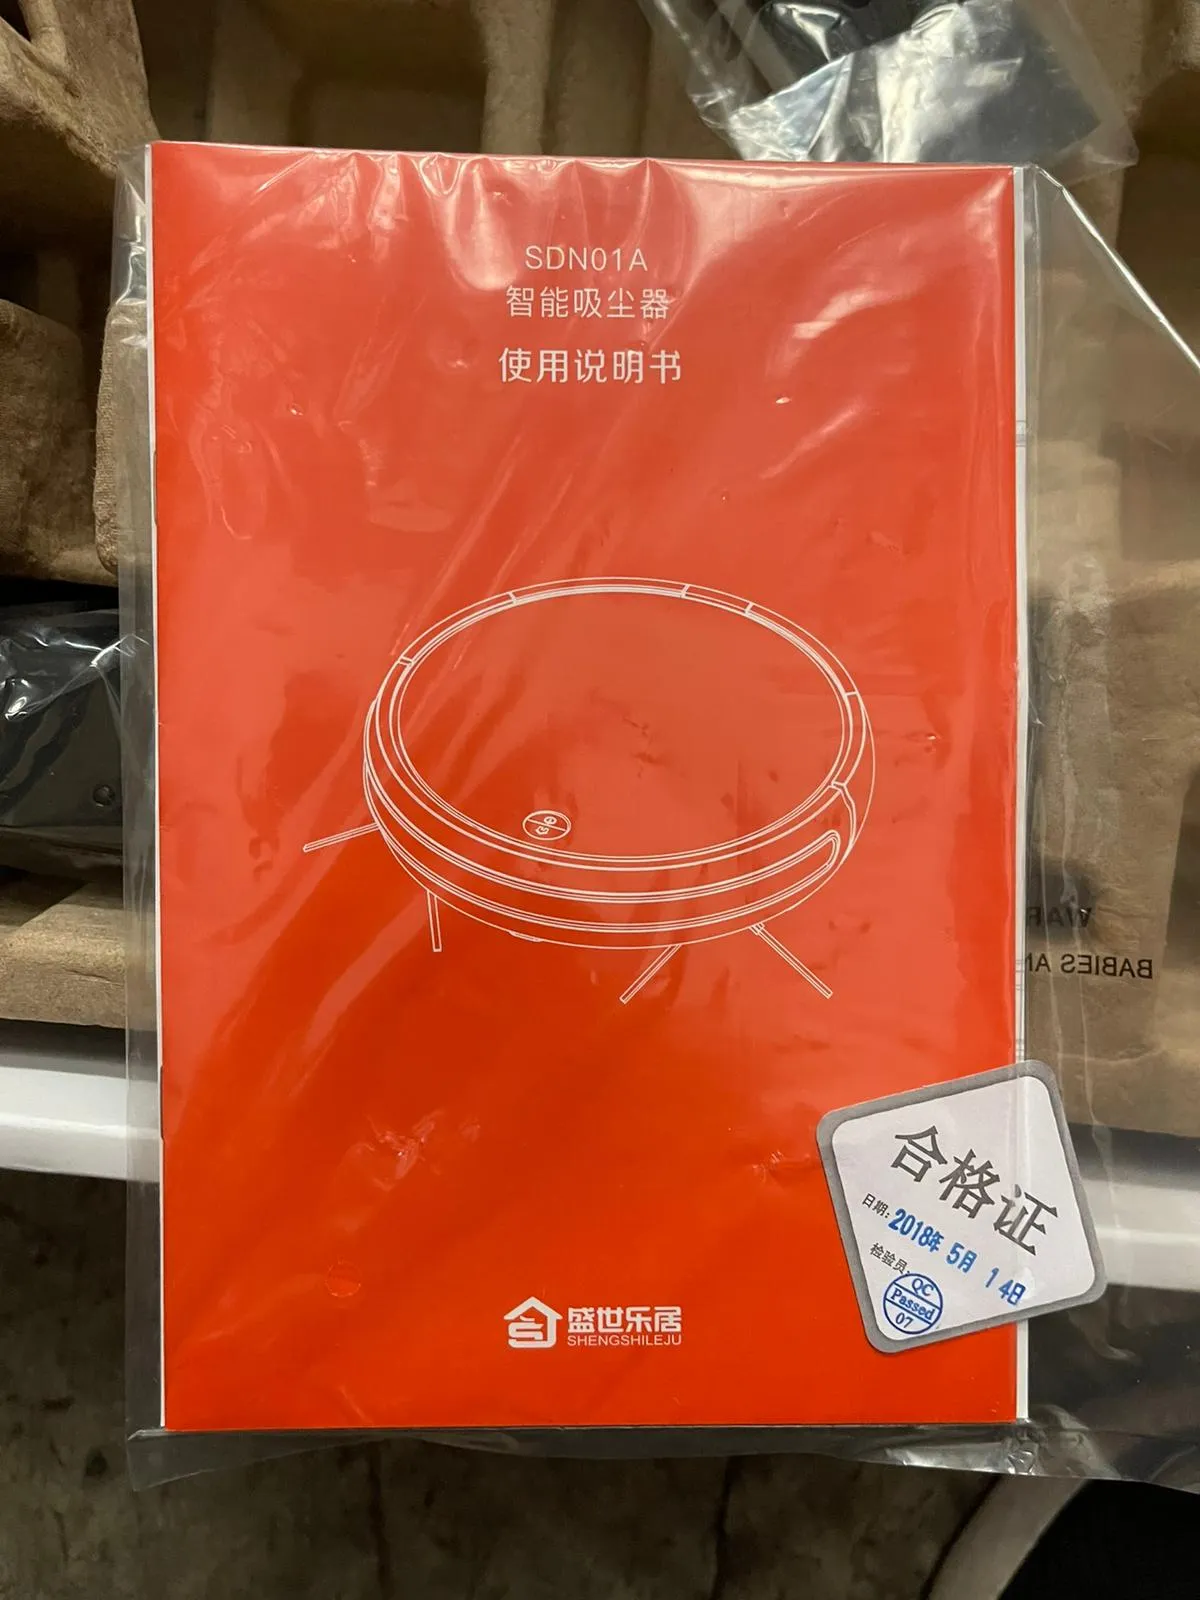 SDN01A
智能吸尘器
使用说明书
盛世乐居
SHENGSHILEJU
合格证
日期: 2018年 5月 14日
检验员:
QC
Passed
07
WAR
BABIES AN